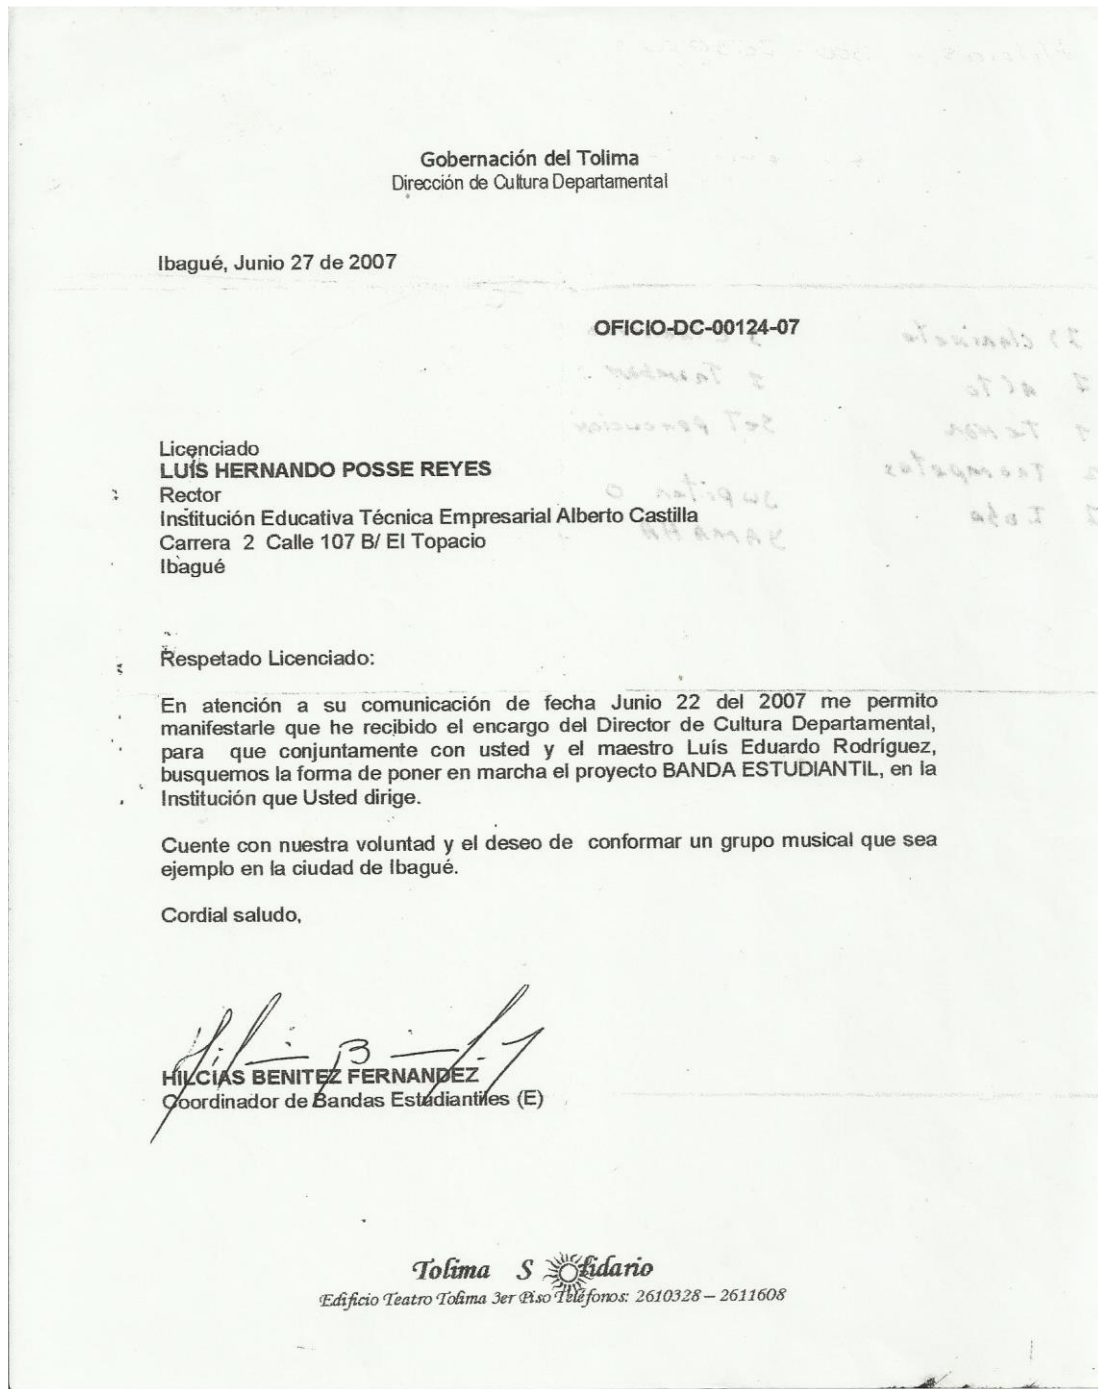 Gobernación del Tolima
Dirección de Cultura Departamental
Ibagué, Junio 27 de 2007
OFICIO-DC-00124-07
Licenciado
LUÍS HERNANDO POSSE REYES
Rector
Institución Educativa Técnica Empresarial Alberto Castilla
Carrera 2 Calle 107 B/ El Topacio
Ibagué
Respetado Licenciado:
En atención a su comunicación de fecha Junio 22 del 2007 me permito
manifestarle que he recibido el encargo del Director de Cultura Departamental,
para que conjuntamente con usted y el maestro Luís Eduardo Rodríguez,
busquemos la forma de poner en marcha el proyecto BANDA ESTUDIANTIL, en la
Institución que Usted dirige.
Cuente con nuestra voluntad y el deseo de conformar un grupo musical que sea
ejemplo en la ciudad de Ibagué.
Cordial saludo,
HILCIAS BENITEZ FERNANDEZ
Coordinador de Bandas Estudiantiles (E)
Tolima Solidario
Edificio Teatro Tolima 3er Piso Teléfonos: 2610328 – 2611608